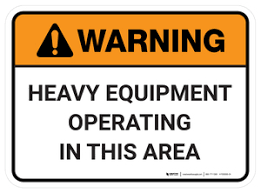 WARNING
HEAVY EQUIPMENT
OPERATING
IN THIS AREA